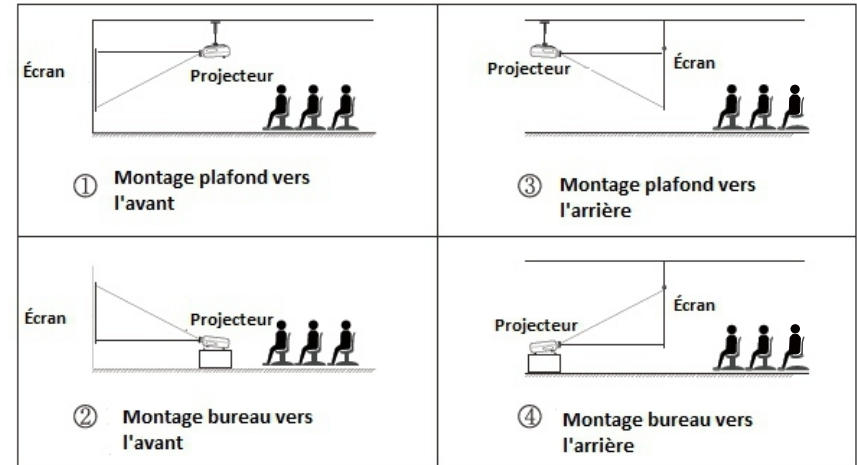 Écran
Projecteur
① Montage plafond vers
l'avant
Projecteur
Écran
③ Montage plafond vers
l'arrière
Écran
Projecteur
② Montage bureau vers
l'avant
Écran
Projecteur
④ Montage bureau vers
l'arrière